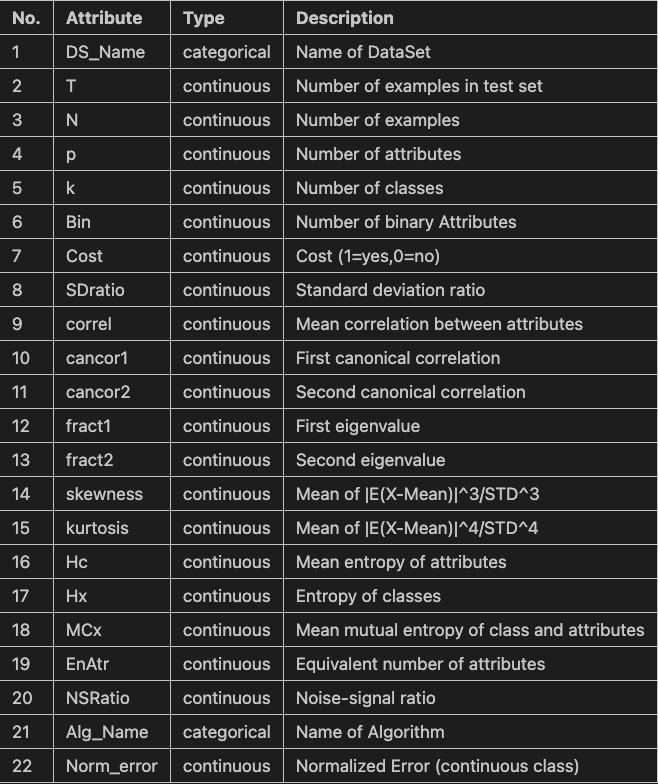 No. Attribute Type Description
1 DS_Name categorical Name of DataSet
2 T continuous Number of examples in test set
3 N continuous Number of examples
4 p continuous Number of attributes
5 k continuous Number of classes
6 Bin continuous Number of binary Attributes
7 Cost continuous Cost (1=yes,0=no)
8 SDratio continuous Standard deviation ratio
9 correl continuous Mean correlation between attributes
10 cancor1 continuous First canonical correlation
11 cancor2 continuous Second canonical correlation
12 fract1 continuous First eigenvalue
13 fract2 continuous Second eigenvalue
14 skewness continuous Mean of |E(X-Mean)|^3/STD^3
15 kurtosis continuous Mean of |E(X-Mean)|^4/STD^4
16 Hc continuous Mean entropy of attributes
17 Hx continuous Entropy of classes
18 MCx continuous Mean mutual entropy of class and attributes
19 EnAtr continuous Equivalent number of attributes
20 NSRatio continuous Noise-signal ratio
21 Alg_Name categorical Name of Algorithm
22 Norm_error continuous Normalized Error (continuous class)